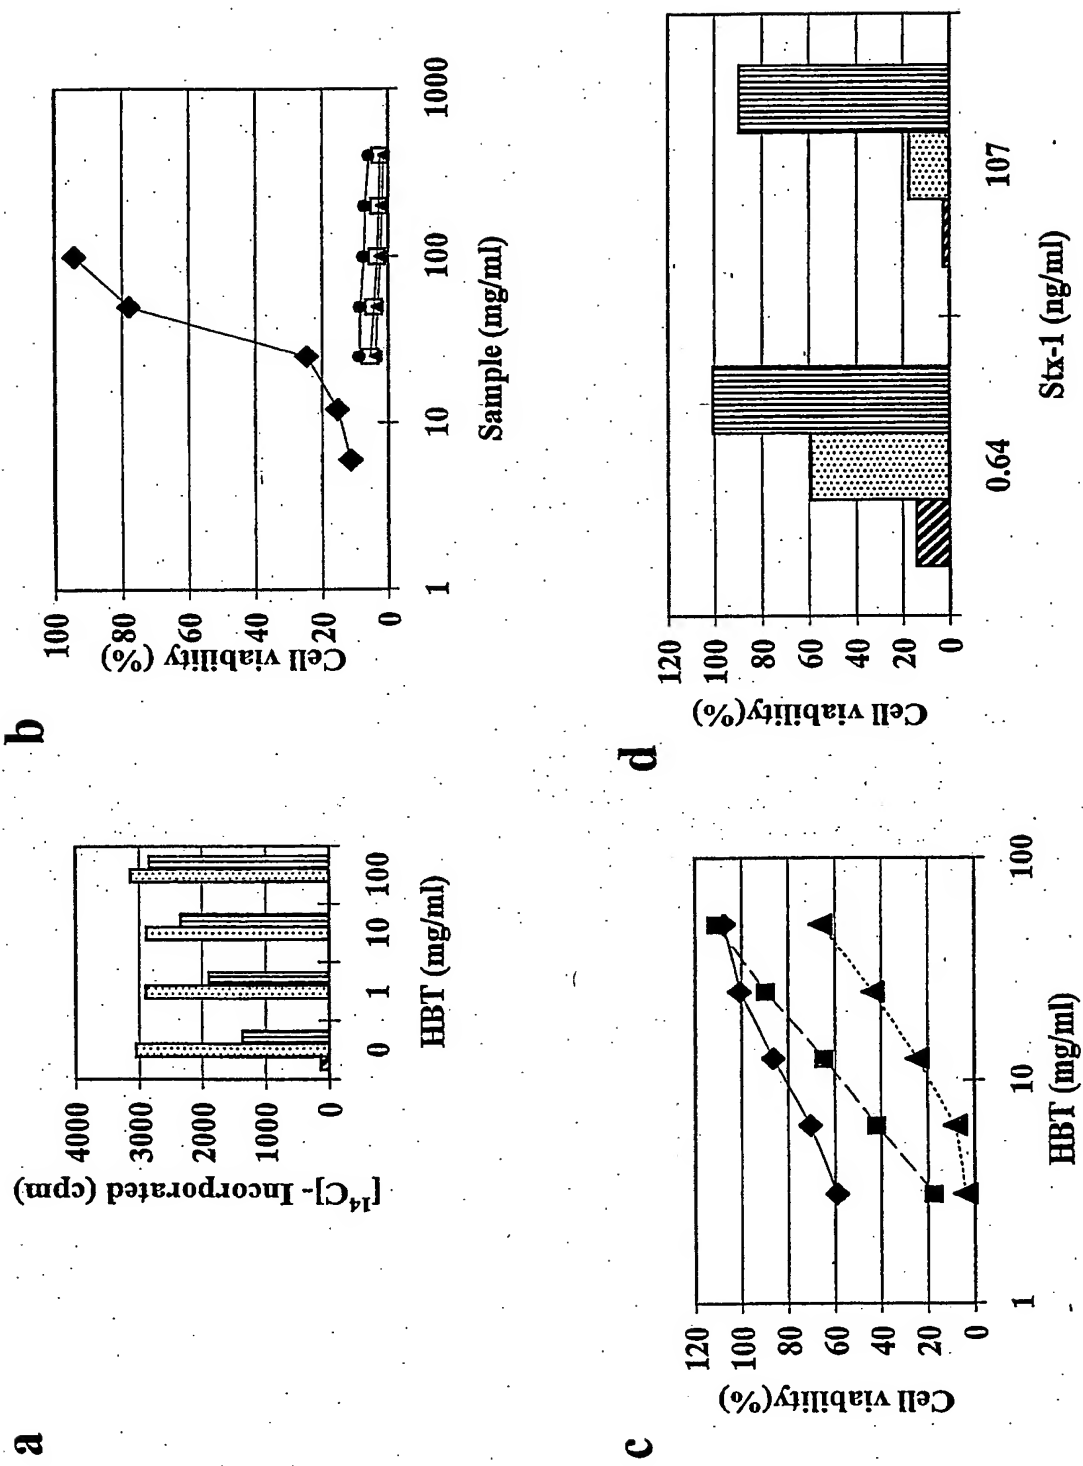 a
[¹⁴C]- Incorporated (cpm)
4000
3000
2000
1000
0
0 1 10 100
HBT (mg/ml)
b
Cell viability (%)
100
80
60
40
20
0
1 10 100 1000
Sample (mg/ml)
c
Cell viability(%)
120
100
80
60
40
20
0
1 10 100
HBT (mg/ml)
d
Cell viability(%)
120
100
80
60
40
20
0
0.64 107
Stx-1 (ng/ml)